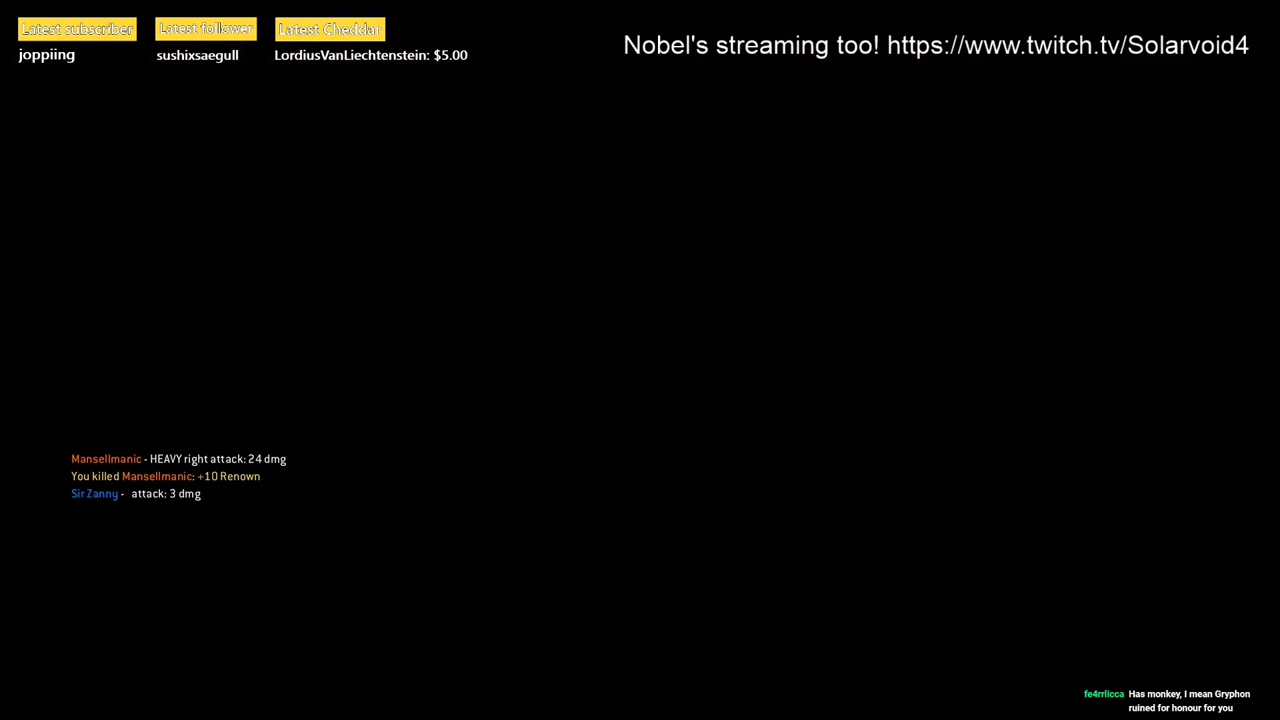 Latest subscriber
Latest follower
Latest Cheddar
joppiing
sushixsaegull
LordiusVanLiechtenstein: $5.00
Nobel's streaming too! https://www.twitch.tv/Solarvoid4
Mansellmanic - HEAVY right attack: 24 dmg
You killed Mansellmanic: +10 Renown
Sir Zanny - attack: 3 dmg
fe4rrlicca Has monkey, I mean Gryphon
ruined for honour for you